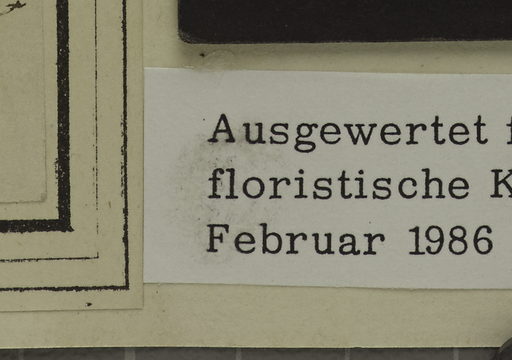 Ausgewertet f
floristische K
Februar 1986